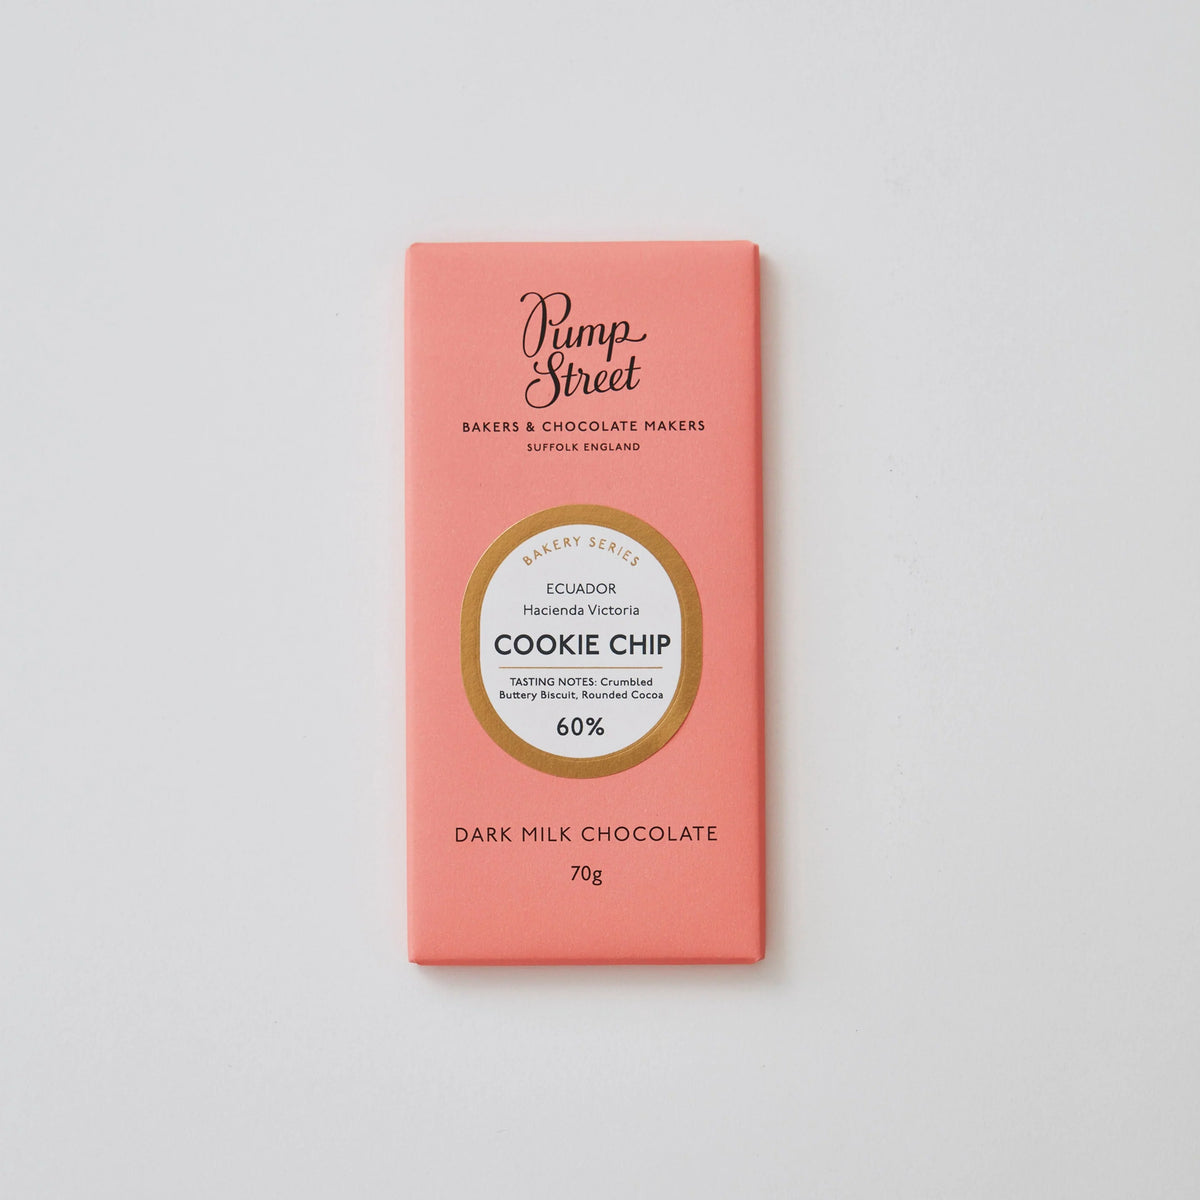 Pump
Street
BAKERS & CHOCOLATE MAKERS
SUFFOLK ENGLAND
BAKERY SERIES
ECUADOR
Hacienda Victoria
COOKIE CHIP
TASTING NOTES: Crumbled
Buttery Biscuit, Rounded Cocoa
60%
DARK MILK CHOCOLATE
70g